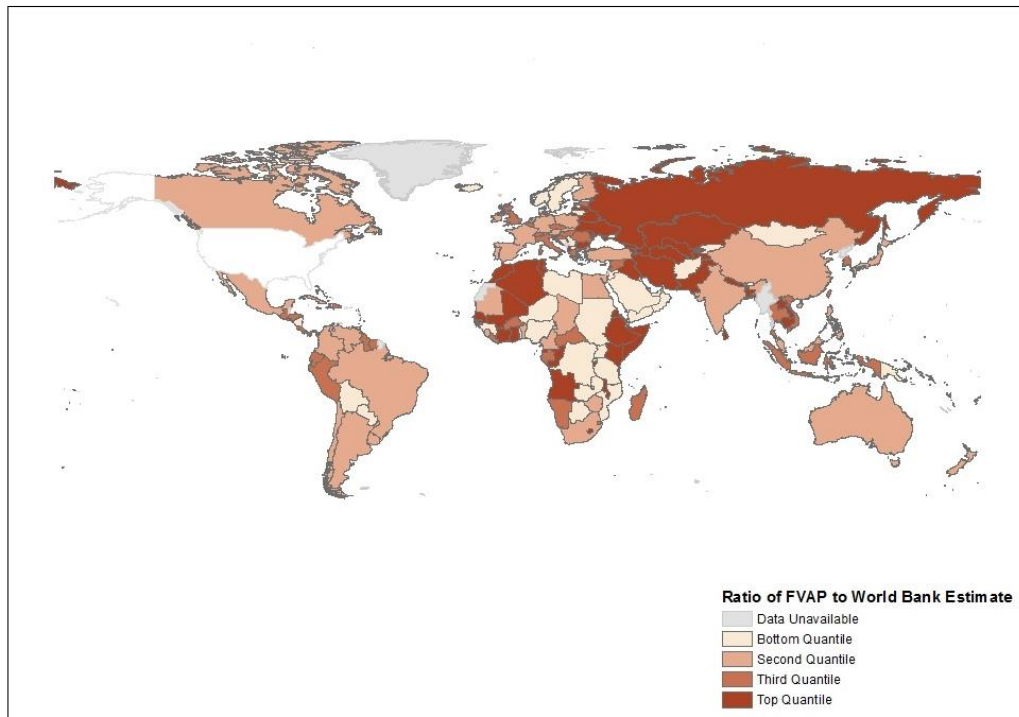 Ratio of FVAP to World Bank Estimate
Data Unavailable
Bottom Quantile
Second Quantile
Third Quantile
Top Quantile